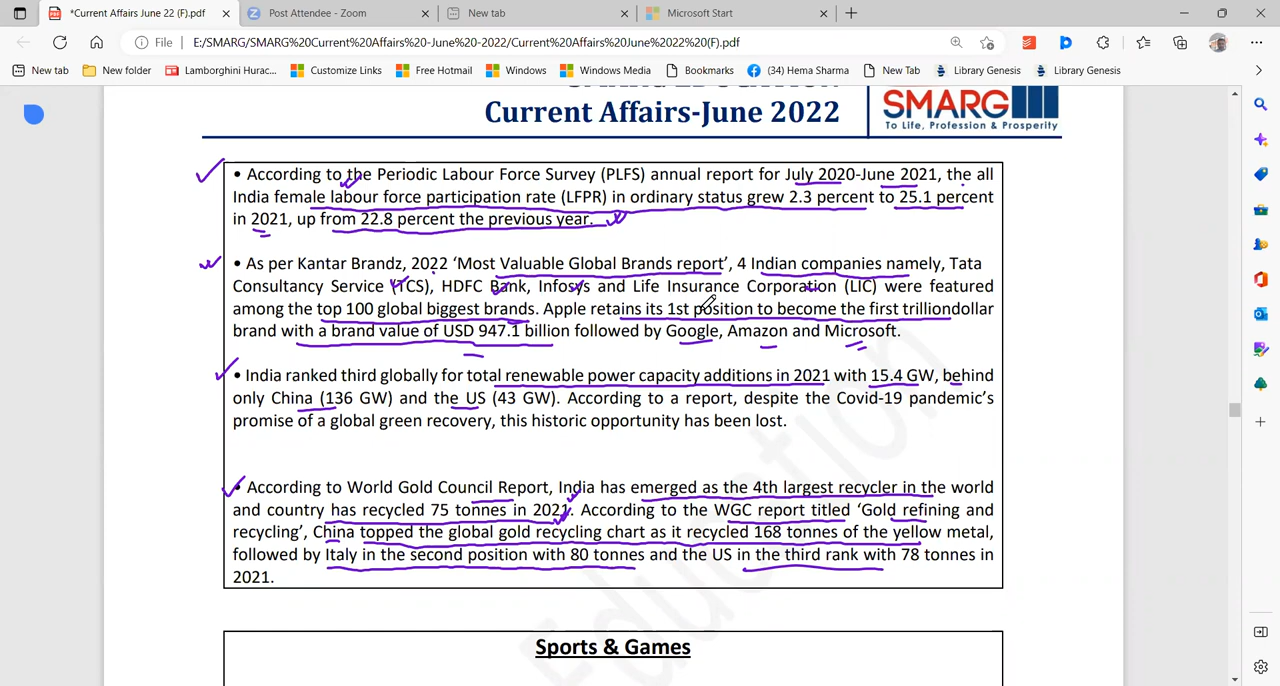 *Current Affairs June 22 (F).pdf
Post Attendee - Zoom
New tab
Microsoft Start
File
E:/SMARG/SMARG%20Current%20Affairs%20-June%20-2022/Current%20Affairs%20June%2022%20(F).pdf
New tab
New folder
Lamborghini Hurac...
Customize Links
Free Hotmail
Windows
Windows Media
Bookmarks
(34) Hema Sharma
New Tab
Library Genesis
Library Genesis
Current Affairs-June 2022
SMARG
To Life, Profession & Prosperity
• According to the Periodic Labour Force Survey (PLFS) annual report for July 2020-June 2021, the all
India female labour force participation rate (LFPR) in ordinary status grew 2.3 percent to 25.1 percent
in 2021, up from 22.8 percent the previous year.
• As per Kantar Brandz, 2022 ‘Most Valuable Global Brands report’, 4 Indian companies namely, Tata
Consultancy Service (TCS), HDFC Bank, Infosys and Life Insurance Corporation (LIC) were featured
among the top 100 global biggest brands. Apple retains its 1st position to become the first trilliondollar
brand with a brand value of USD 947.1 billion followed by Google, Amazon and Microsoft.
• India ranked third globally for total renewable power capacity additions in 2021 with 15.4 GW, behind
only China (136 GW) and the US (43 GW). According to a report, despite the Covid-19 pandemic’s
promise of a global green recovery, this historic opportunity has been lost.
• According to World Gold Council Report, India has emerged as the 4th largest recycler in the world
and country has recycled 75 tonnes in 2021. According to the WGC report titled ‘Gold refining and
recycling’, China topped the global gold recycling chart as it recycled 168 tonnes of the yellow metal,
followed by Italy in the second position with 80 tonnes and the US in the third rank with 78 tonnes in
2021.
Sports & Games
Education